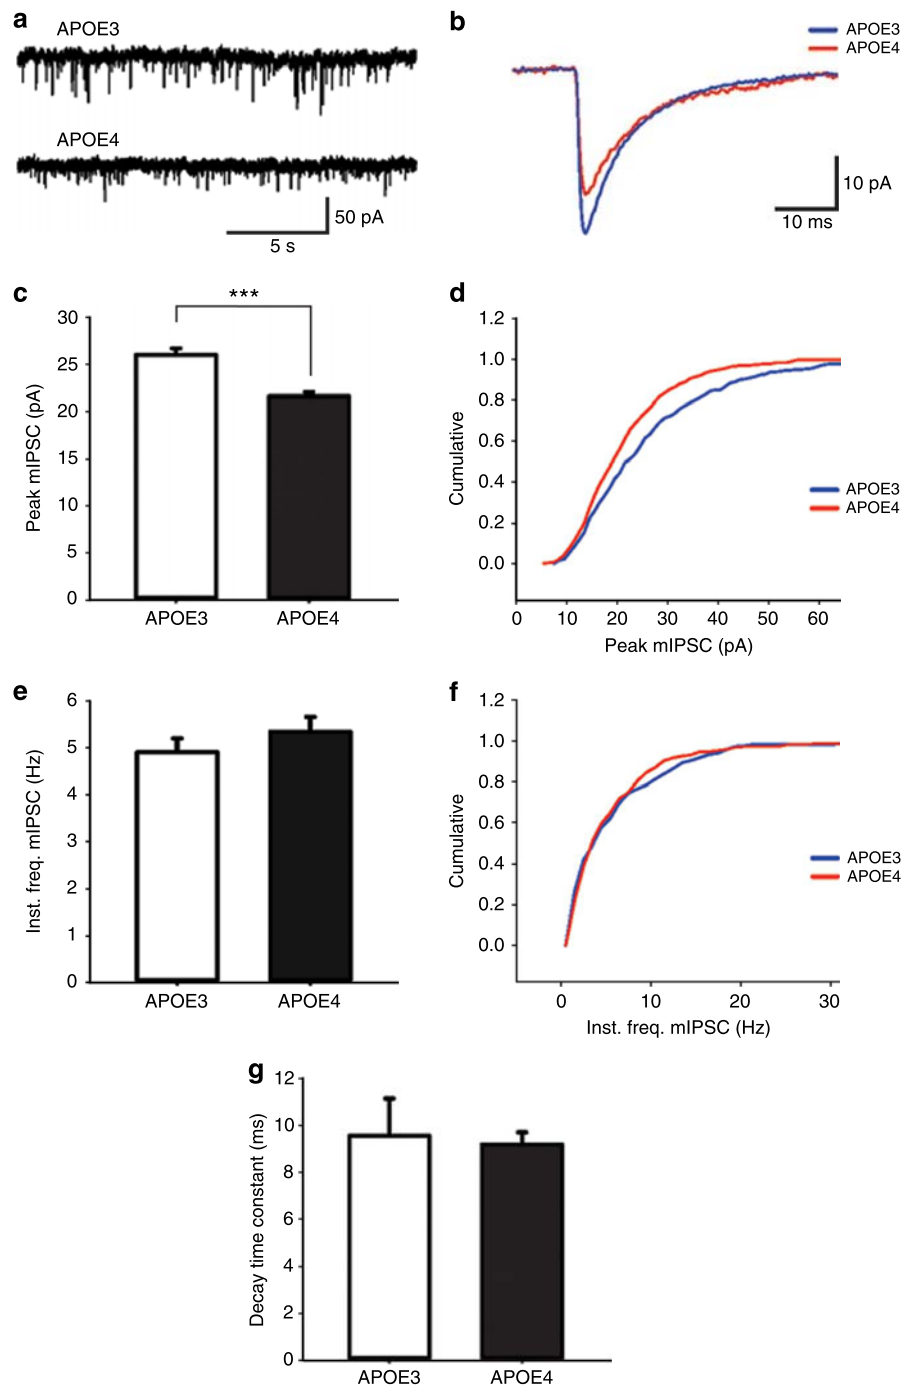 a
APOE3
APOE4
50 pA
5 s
b
APOE3
APOE4
10 pA
10 ms
c
***
30
25
20
15
10
5
0
Peak mIPSC (pA)
APOE3 APOE4
d
1.2
1.0
0.8
0.6
0.4
0.2
0.0
Cumulative
APOE3
APOE4
0 10 20 30 40 50 60
Peak mIPSC (pA)
e
6
5
4
3
2
1
0
Inst. freq. mIPSC (Hz)
APOE3 APOE4
f
1.2
1.0
0.8
0.6
0.4
0.2
0.0
Cumulative
APOE3
APOE4
0 10 20 30
Inst. freq. mIPSC (Hz)
g
12
10
8
6
4
2
0
Decay time constant (ms)
APOE3 APOE4